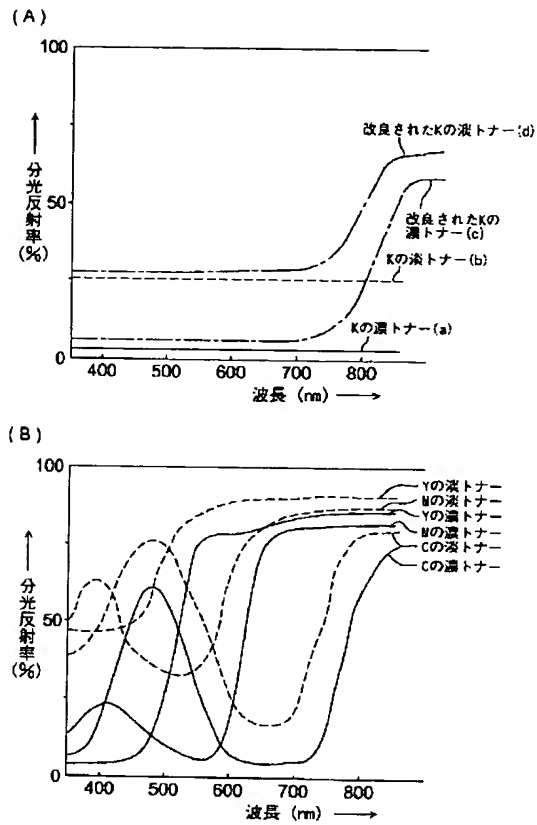 (A)
100
改良されたKの淡トナー(d)
分光反射率
(%)
50
改良されたKの
濃トナー(c)
Kの淡トナー(b)
Kの濃トナー(a)
0
400 500 600 700 800
波長 (nm)
(B)
100
Yの淡トナー
Mの淡トナー
Yの濃トナー
Mの濃トナー
Cの淡トナー
Cの濃トナー
分光反射率
(%)
50
0
400 500 600 700 800
波長 (nm)